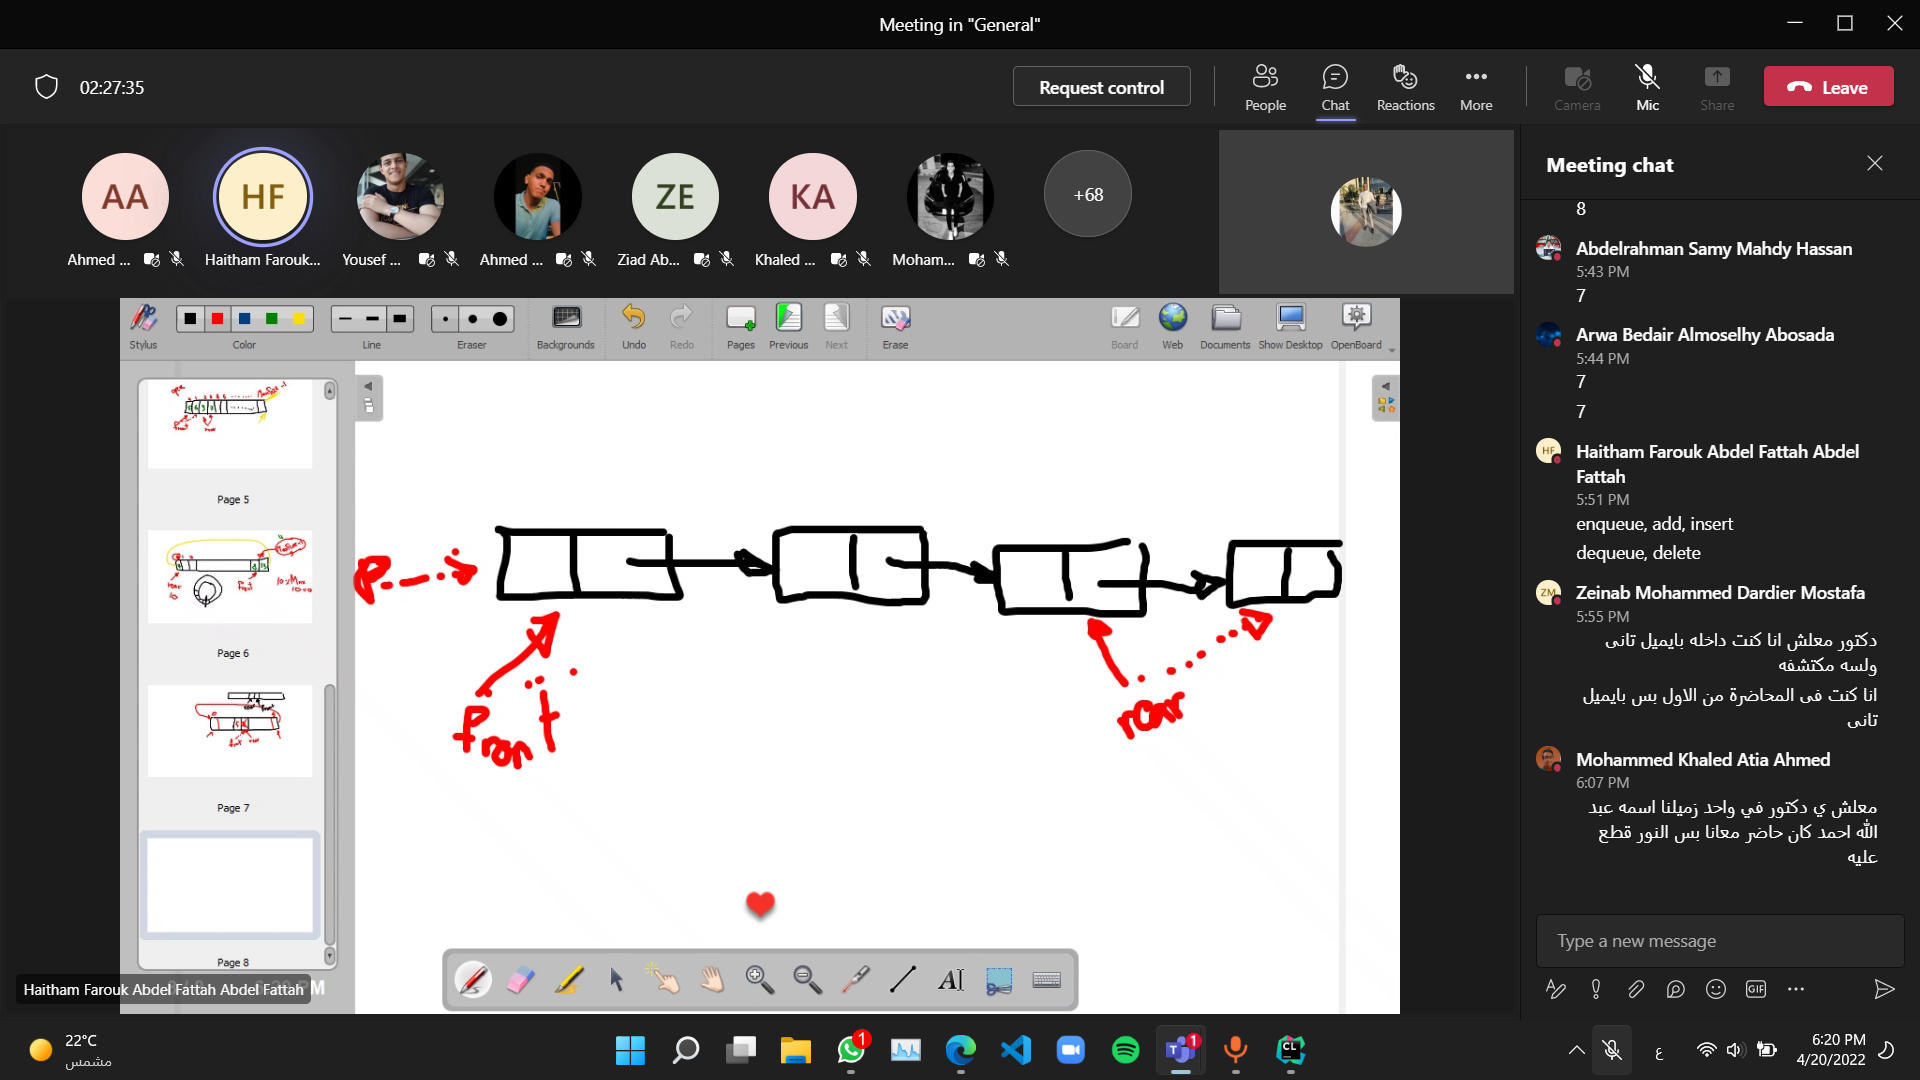 Meeting in "General"
02:27:35
Request control
People
Chat
Reactions
More
Camera
Mic
Share
Leave
AA
HF
ZE
KA
+68
Ahmed ...
Haitham Farouk...
Yousef ...
Ahmed ...
Ziad Ab...
Khaled ...
Moham...
Stylus
Color
Line
Eraser
Backgrounds
Undo
Redo
Pages
Previous
Next
Erase
Board
Web
Documents
Show Desktop
OpenBoard
Page 5
Page 6
Page 7
Page 8
P
front
rear
Haitham Farouk Abdel Fattah Abdel Fattah
Meeting chat
8
Abdelrahman Samy Mahdy Hassan
5:43 PM
7
Arwa Bedair Almoselhy Abosada
5:44 PM
7
7
HF
Haitham Farouk Abdel Fattah Abdel
Fattah
5:51 PM
enqueue, add, insert
dequeue, delete
ZM
Zeinab Mohammed Dardier Mostafa
5:55 PM
دكتور معلش انا كنت داخله بايميل تانى
ولسه مكتشفه
انا كنت فى المحاضرة من الاول بس بايميل
تانى
Mohammed Khaled Atia Ahmed
6:07 PM
معلش ي دكتور في واحد زميلنا اسمه عبد
الله احمد كان حاضر معانا بس النور قطع
عليه
Type a new message
GIF
22°C
مشمس
1
1
CL
ع
6:20 PM
4/20/2022